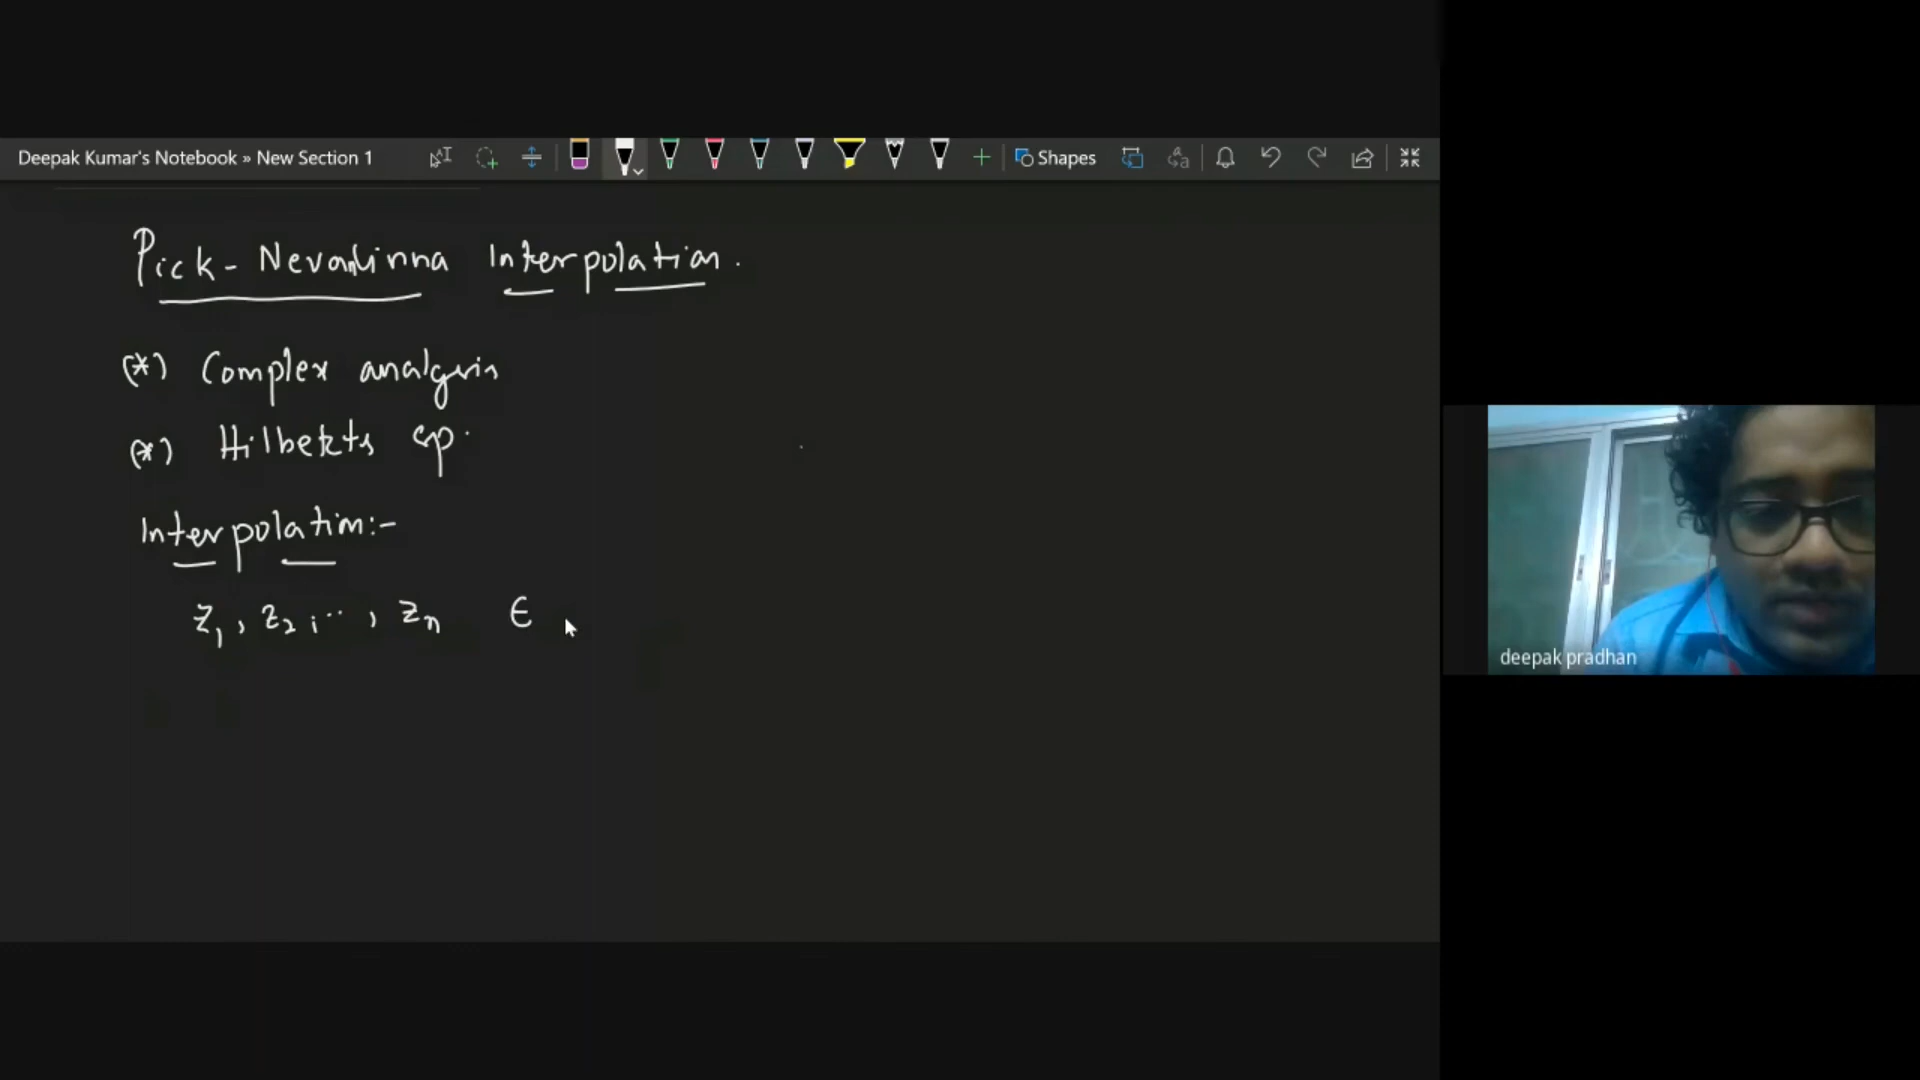 Deepak Kumar's Notebook » New Section 1
Shapes
Pick - Nevanlinna Interpolation.
(*) Complex analysis
(*) Hilberts sp.
Interpolation:-
z₁, z₂, ..., zₙ ∈
deepak pradhan